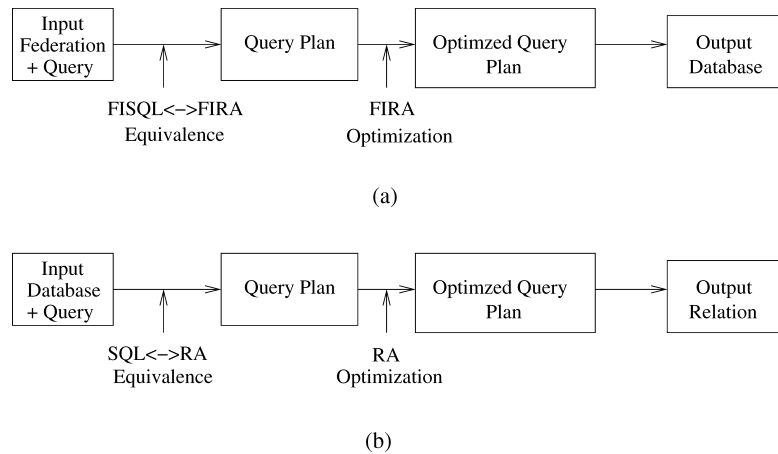 Input
Federation
+ Query
Query Plan
Optimzed Query
Plan
Output
Database
FISQL<->FIRA
Equivalence
FIRA
Optimization
(a)
Input
Database
+ Query
Query Plan
Optimzed Query
Plan
Output
Relation
SQL<->RA
Equivalence
RA
Optimization
(b)